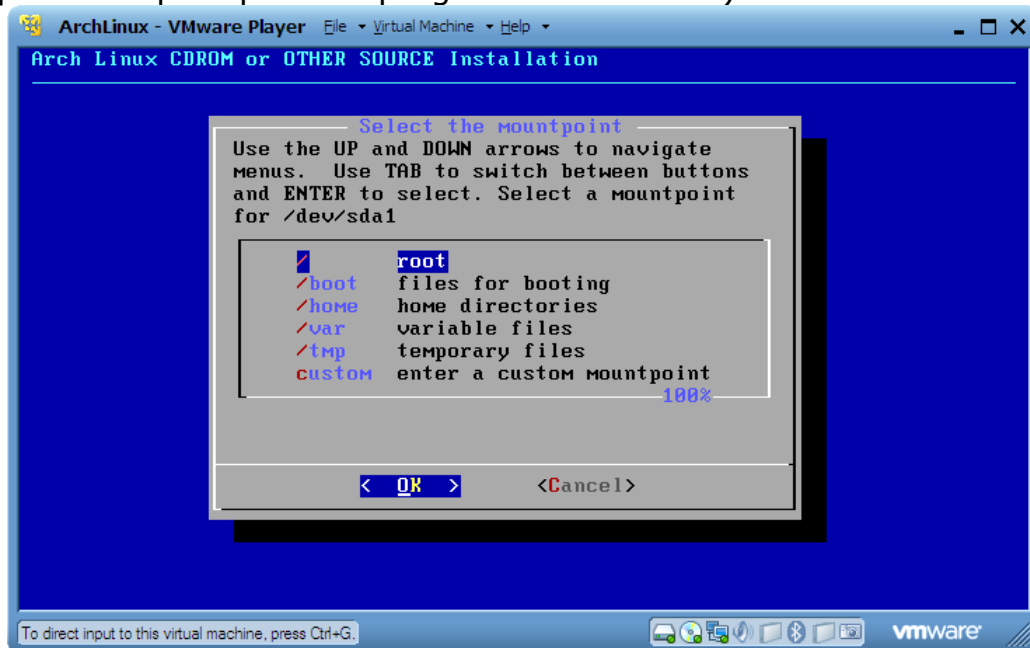 ArchLinux - VMware Player File Virtual Machine Help
Arch Linux CDROM or OTHER SOURCE Installation
Select the mountpoint
Use the UP and DOWN arrows to navigate
menus. Use TAB to switch between buttons
and ENTER to select. Select a mountpoint
for /dev/sda1
/ root
/boot files for booting
/home home directories
/var variable files
/tmp temporary files
custom enter a custom mountpoint
100%
< OK > <Cancel>
To direct input to this virtual machine, press Ctrl+G. vmware